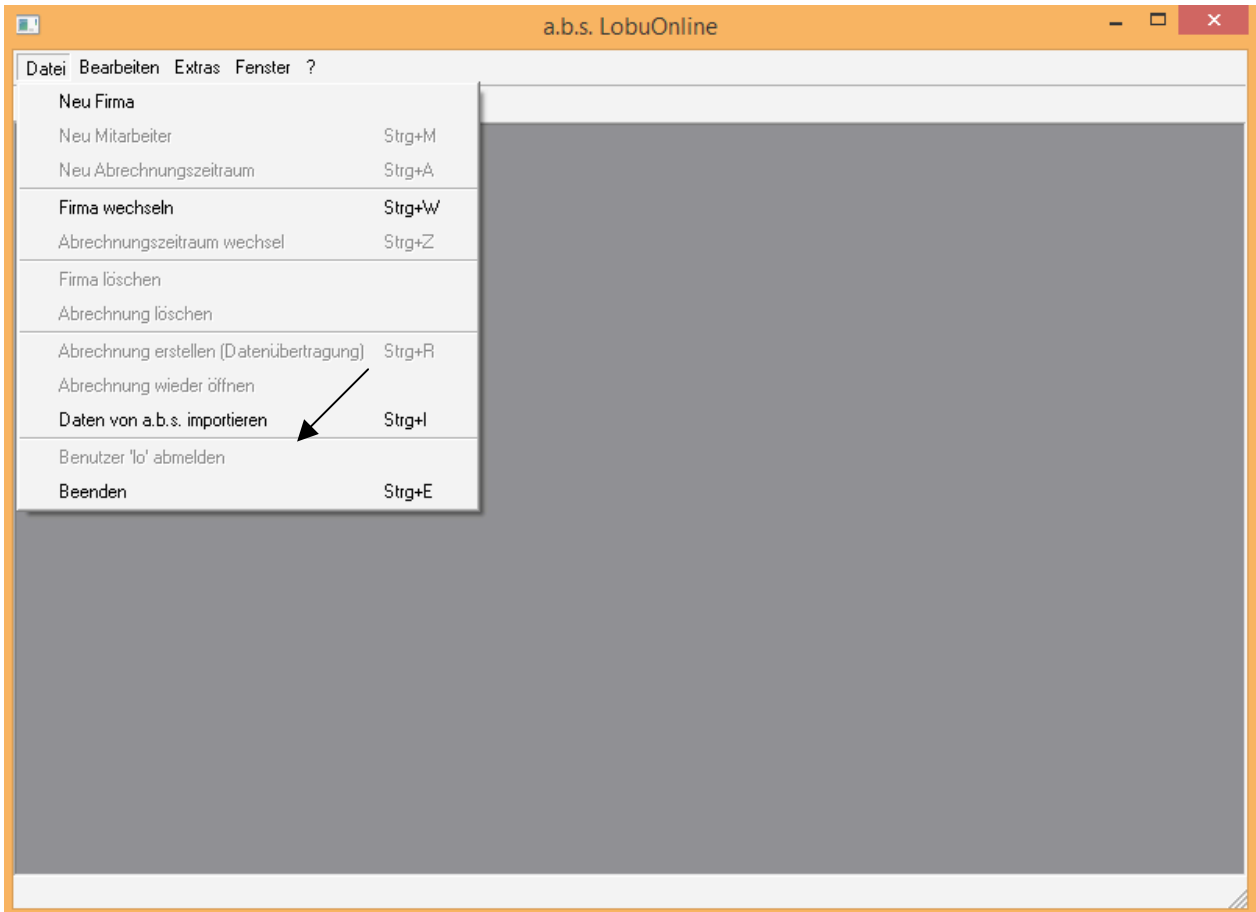 a.b.s. LobuOnline
Datei Bearbeiten Extras Fenster ?
Neu Firma
Neu Mitarbeiter Strg+M
Neu Abrechnungszeitraum Strg+A
Firma wechseln Strg+W
Abrechnungszeitraum wechsel Strg+Z
Firma löschen
Abrechnung löschen
Abrechnung erstellen (Datenübertragung) Strg+R
Abrechnung wieder öffnen
Daten von a.b.s. importieren Strg+I
Benutzer 'lo' abmelden
Beenden Strg+E